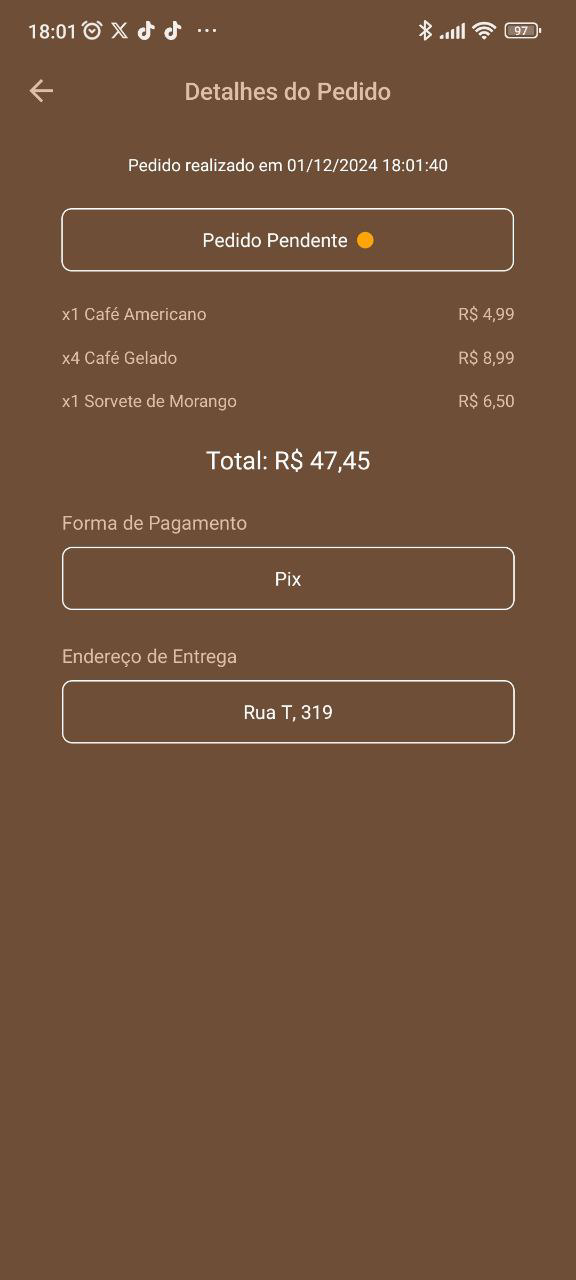 18:01 97
Detalhes do Pedido
Pedido realizado em 01/12/2024 18:01:40
Pedido Pendente
x1 Café Americano R$ 4,99
x4 Café Gelado R$ 8,99
x1 Sorvete de Morango R$ 6,50
Total: R$ 47,45
Forma de Pagamento
Pix
Endereço de Entrega
Rua T, 319